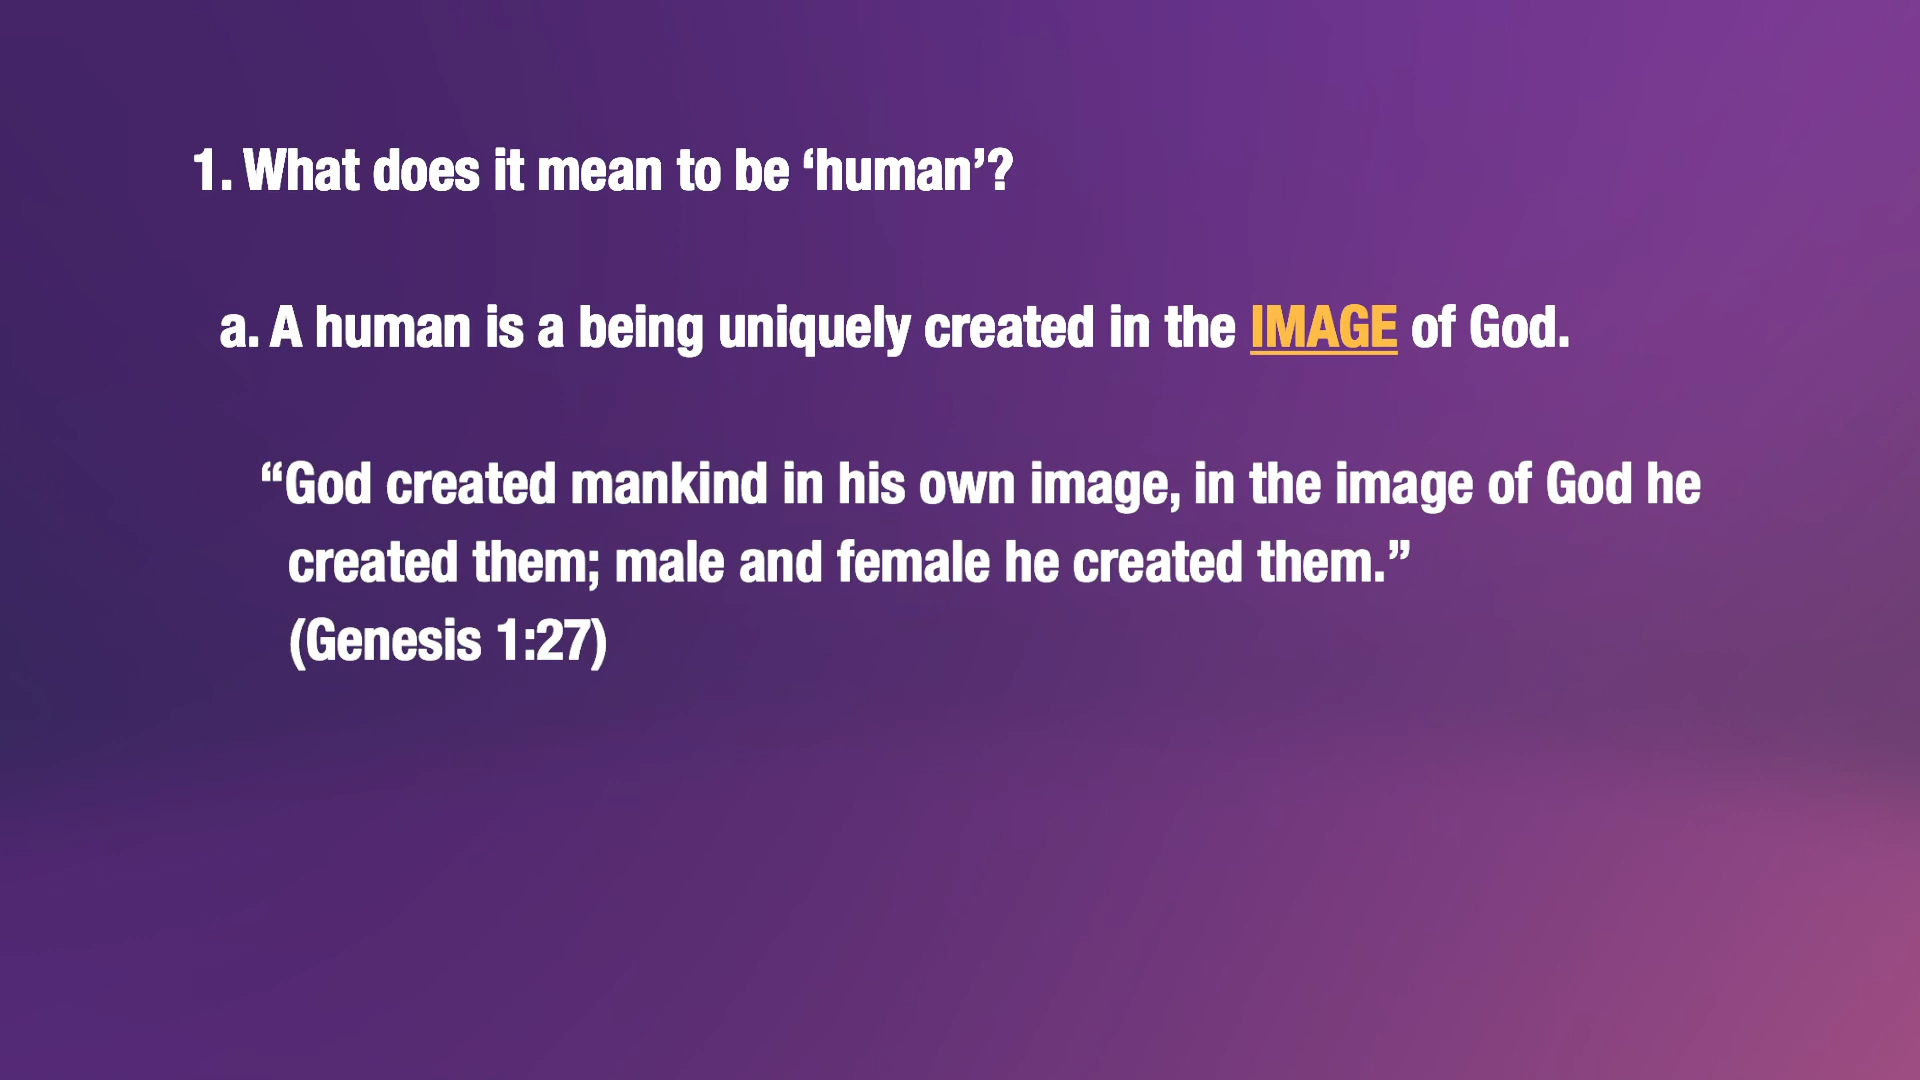 1. What does it mean to be ‘human’?
a. A human is a being uniquely created in the IMAGE of God.
“God created mankind in his own image, in the image of God he
created them; male and female he created them.”
(Genesis 1:27)